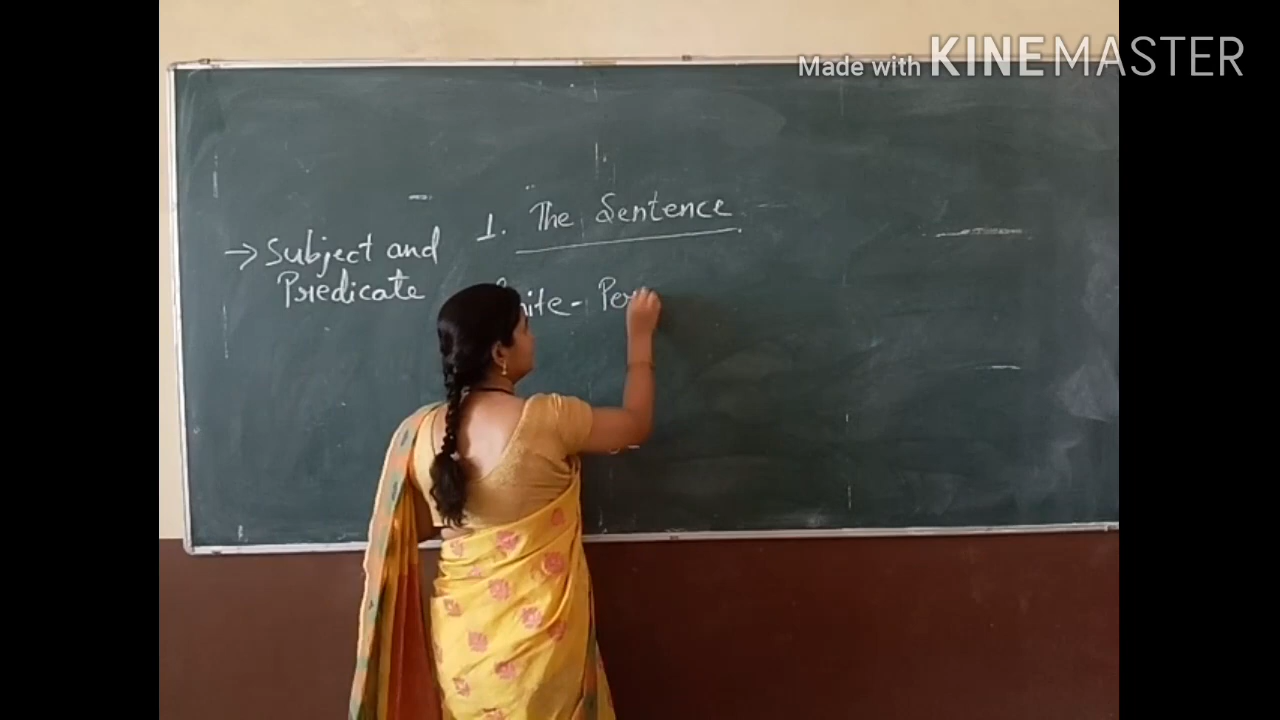 Made with KINEMASTER
1. The Sentence
→ Subject and
Predicate